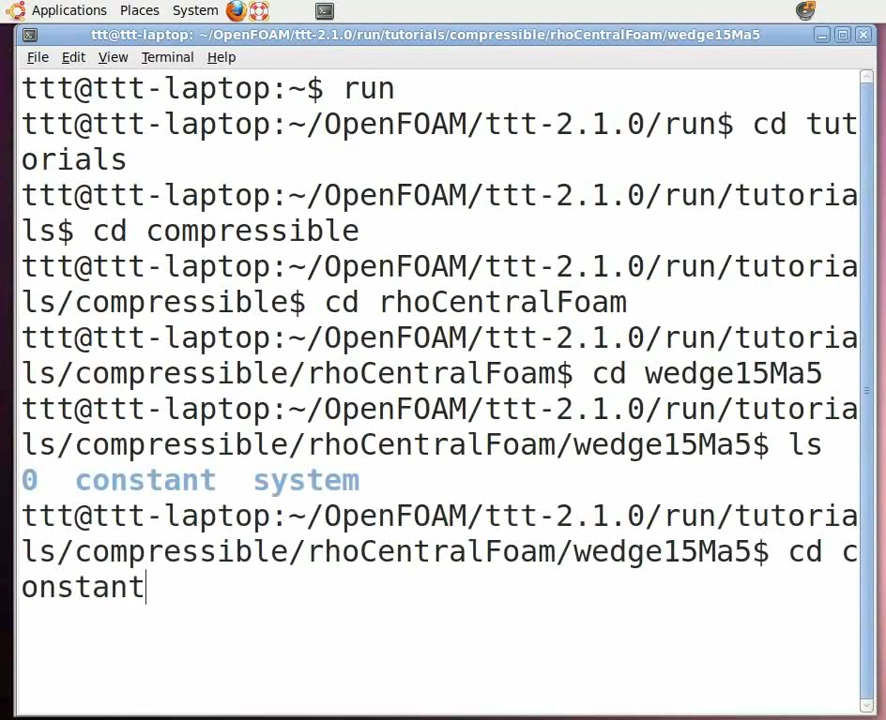 Applications Places System
ttt@ttt-laptop: ~/OpenFOAM/ttt-2.1.0/run/tutorials/compressible/rhoCentralFoam/wedge15Ma5
File Edit View Terminal Help
ttt@ttt-laptop:~$ run
ttt@ttt-laptop:~/OpenFOAM/ttt-2.1.0/run$ cd tut
orials
ttt@ttt-laptop:~/OpenFOAM/ttt-2.1.0/run/tutoria
ls$ cd compressible
ttt@ttt-laptop:~/OpenFOAM/ttt-2.1.0/run/tutoria
ls/compressible$ cd rhoCentralFoam
ttt@ttt-laptop:~/OpenFOAM/ttt-2.1.0/run/tutoria
ls/compressible/rhoCentralFoam$ cd wedge15Ma5
ttt@ttt-laptop:~/OpenFOAM/ttt-2.1.0/run/tutoria
ls/compressible/rhoCentralFoam/wedge15Ma5$ ls
0  constant  system
ttt@ttt-laptop:~/OpenFOAM/ttt-2.1.0/run/tutoria
ls/compressible/rhoCentralFoam/wedge15Ma5$ cd c
onstant